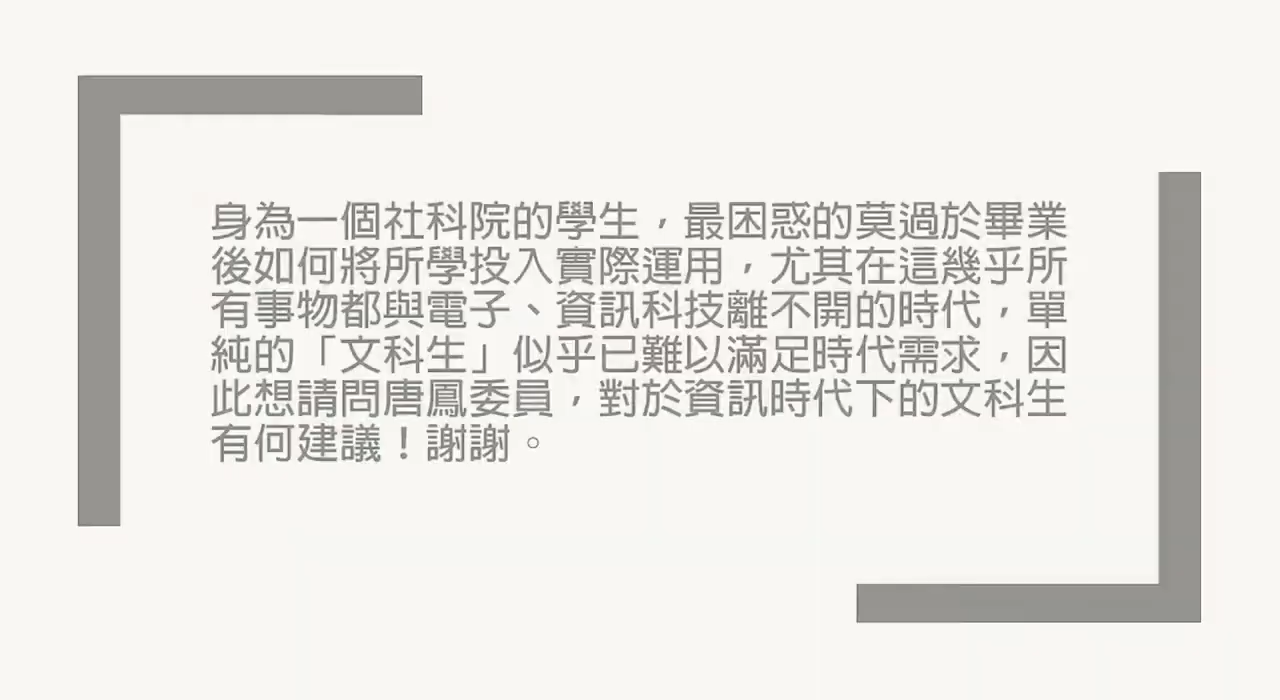 身為一個社科院的學生，最困惑的莫過於畢業
後如何將所學投入實際運用，尤其在這幾乎所
有事物都與電子、資訊科技離不開的時代，單
純的「文科生」似乎已難以滿足時代需求，因
此想請問唐鳳委員，對於資訊時代下的文科生
有何建議！謝謝。